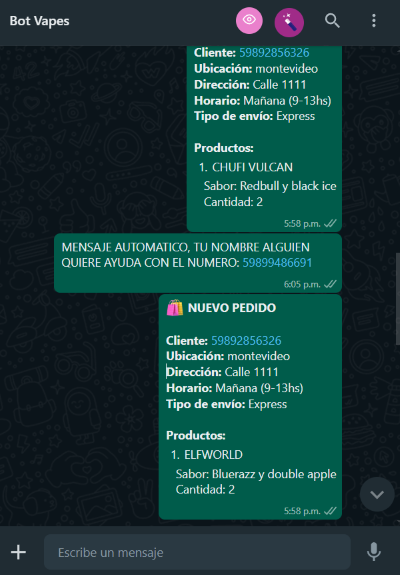 Bot Vapes
Cliente: 59892856326
Ubicación: montevideo
Dirección: Calle 1111
Horario: Mañana (9-13hs)
Tipo de envío: Express
Productos:
1. CHUFI VULCAN
Sabor: Redbull y black ice
Cantidad: 2
5:58 p.m.
MENSAJE AUTOMATICO, TU NOMBRE ALGUIEN
QUIERE AYUDA CON EL NUMERO: 59899486691
6:05 p.m.
🛍️ NUEVO PEDIDO
Cliente: 59892856326
Ubicación: montevideo
Dirección: Calle 1111
Horario: Mañana (9-13hs)
Tipo de envío: Express
Productos:
1. ELFWORLD
Sabor: Bluerazz y double apple
Cantidad: 2
5:58 p.m.
Escribe un mensaje